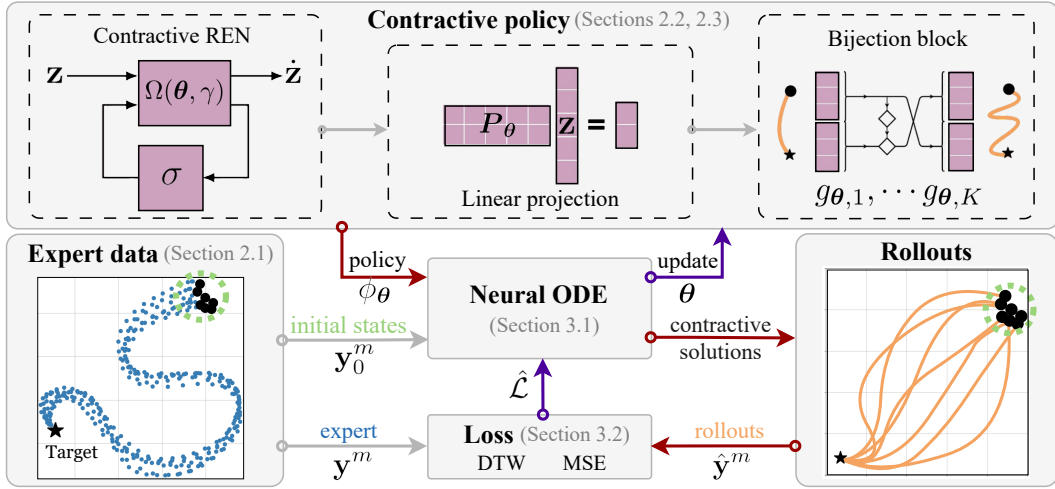 Contractive policy (Sections 2.2, 2.3)
Contractive REN
z
ż
Ω(θ, γ)
σ
P_θ z =
Linear projection
Bijection block
g_{θ,1}, ⋯ g_{θ,K}
Expert data (Section 2.1)
Target
policy
ϕ_θ
initial states
y_0^m
Neural ODE
(Section 3.1)
update
θ
contractive
solutions
Rollouts
ℒ̂
expert
y^m
Loss (Section 3.2)
DTW MSE
rollouts
ŷ^m